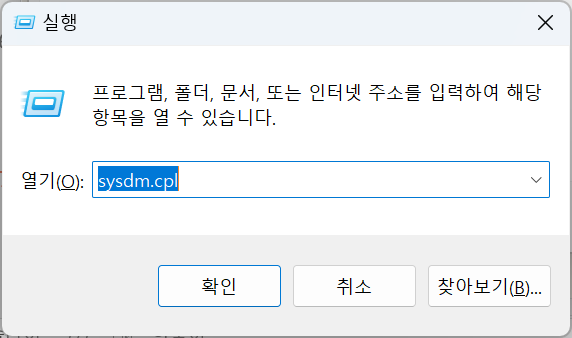 실행
프로그램, 폴더, 문서, 또는 인터넷 주소를 입력하여 해당
항목을 열 수 있습니다.
열기(O): sysdm.cpl
확인 취소 찾아보기(B)...